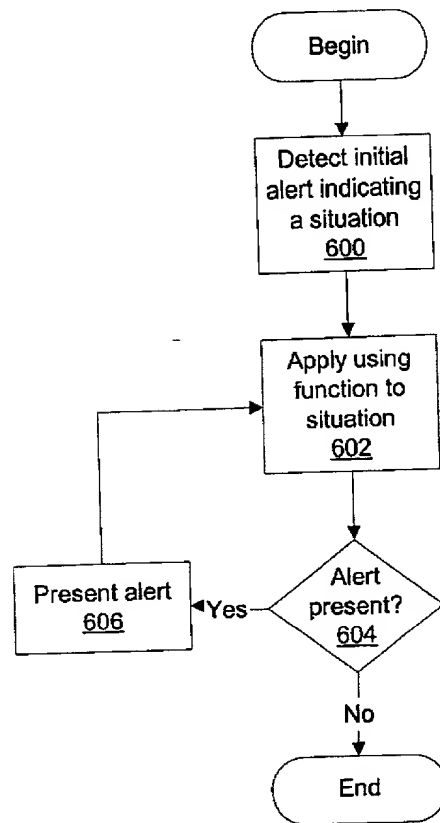 Begin
Detect initial
alert indicating
a situation
600
Apply using
function to
situation
602
Alert
present?
604
Yes
Present alert
606
No
End